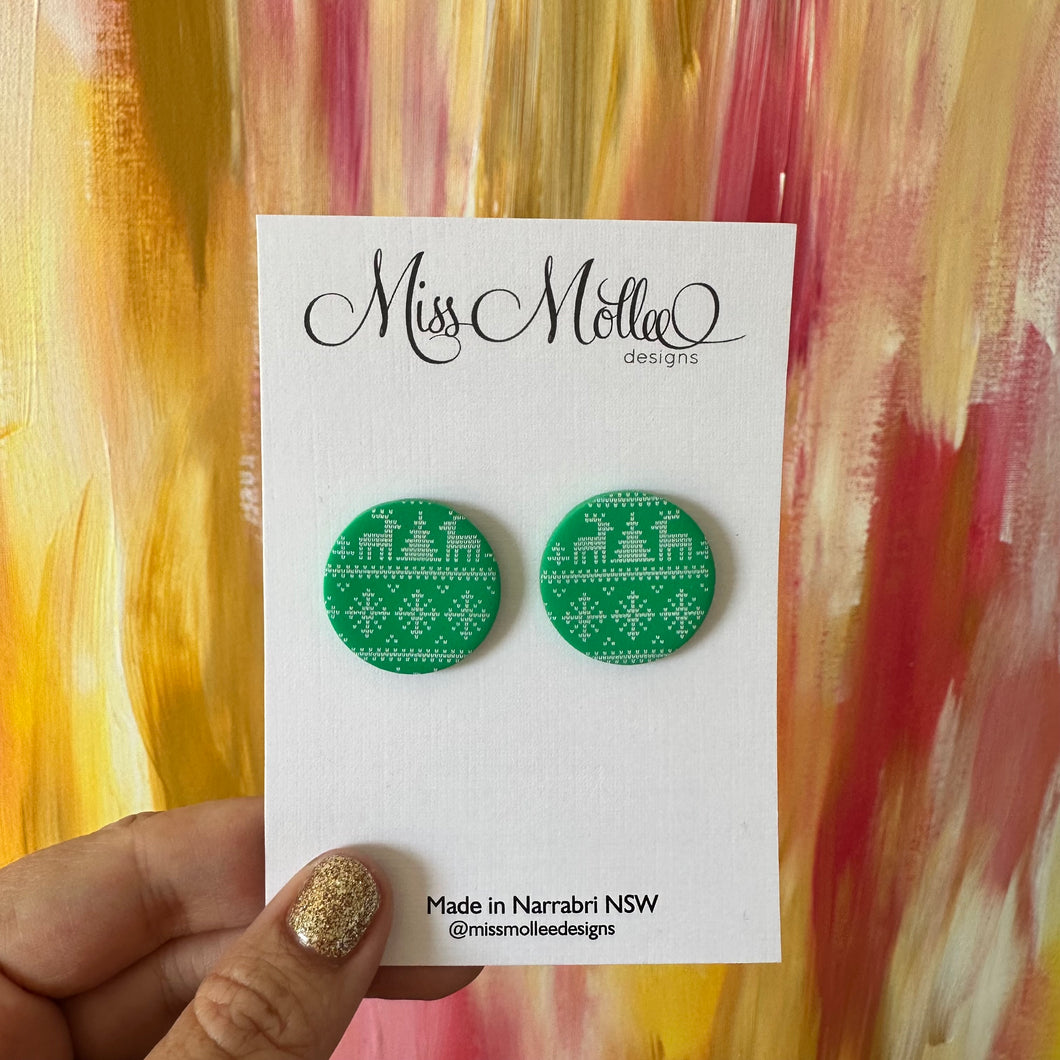 Miss Mollee
designs
Made in Narrabri NSW
@missmolleedesigns